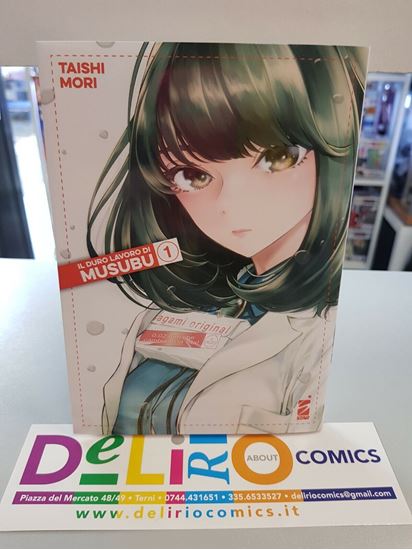 TAISHI
MORI
IL DURO LAVORO DI
MUSUBU 1
agami original
DeLiRiO ABOUT COMICS
Piazza del Mercato 48/49 • Terni • 0744.431651 • 335.6533527 • deliriocomics@gmail.com
www.deliriocomics.it